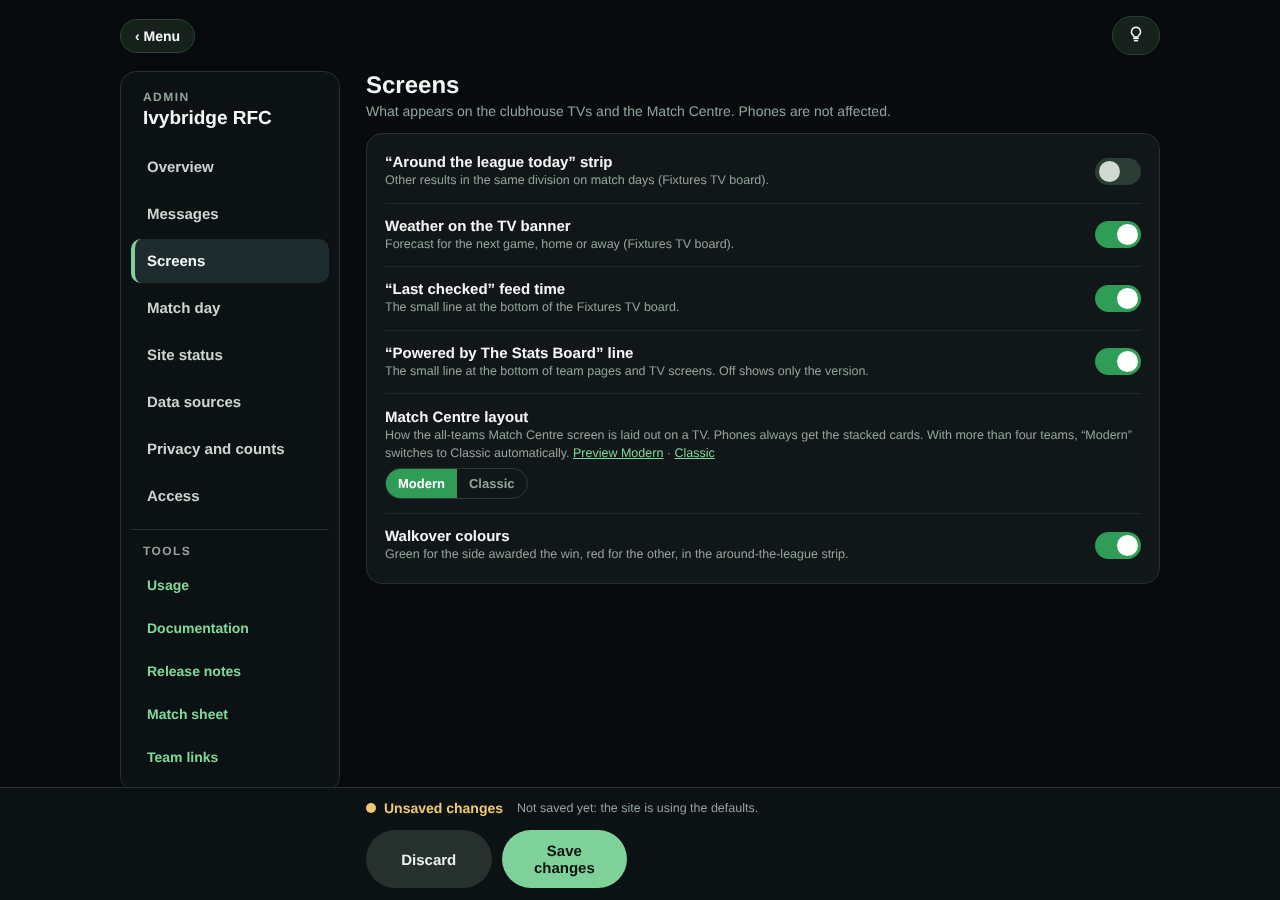 ‹ Menu
ADMIN
Ivybridge RFC
Overview
Messages
Screens
Match day
Site status
Data sources
Privacy and counts
Access
TOOLS
Usage
Documentation
Release notes
Match sheet
Team links
Screens
What appears on the clubhouse TVs and the Match Centre. Phones are not affected.
“Around the league today” strip
Other results in the same division on match days (Fixtures TV board).
Weather on the TV banner
Forecast for the next game, home or away (Fixtures TV board).
“Last checked” feed time
The small line at the bottom of the Fixtures TV board.
“Powered by The Stats Board” line
The small line at the bottom of team pages and TV screens. Off shows only the version.
Match Centre layout
How the all-teams Match Centre screen is laid out on a TV. Phones always get the stacked cards. With more than four teams, “Modern”
switches to Classic automatically. Preview Modern · Classic
Modern Classic
Walkover colours
Green for the side awarded the win, red for the other, in the around-the-league strip.
Unsaved changes Not saved yet: the site is using the defaults.
Discard
Save
changes